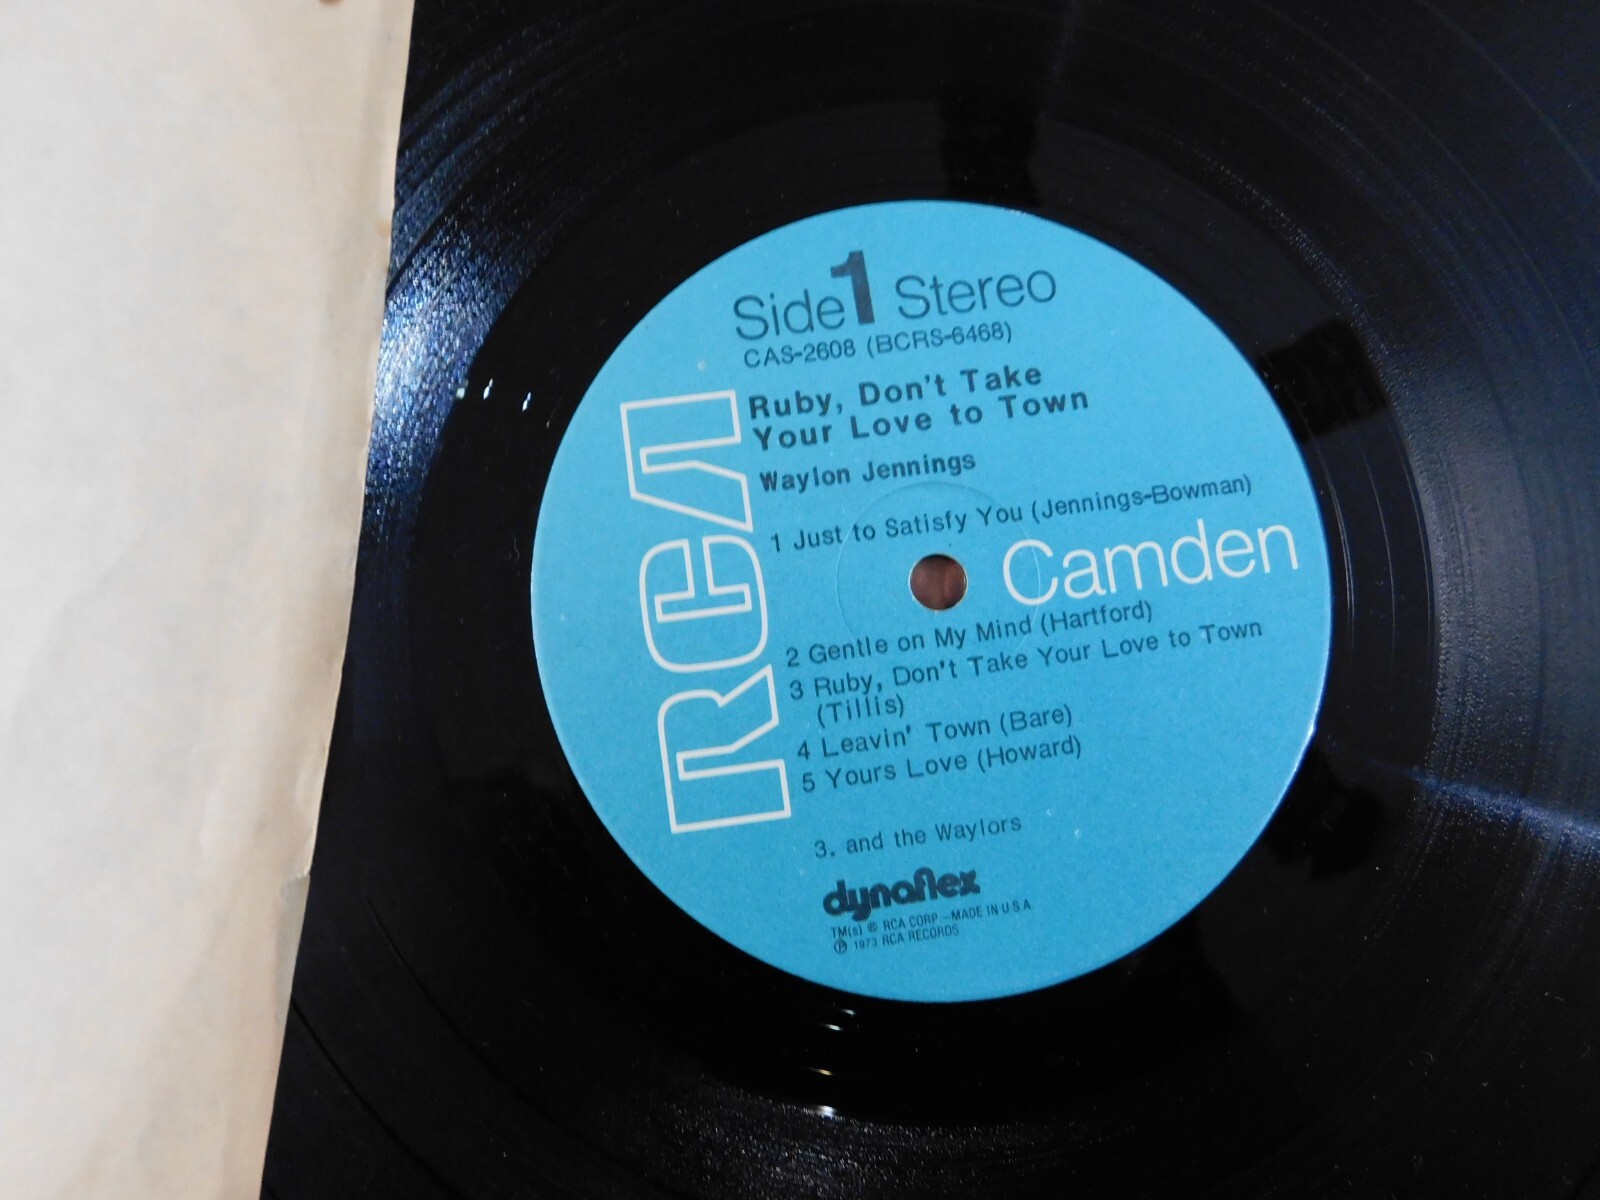 Side 1 Stereo
CAS-2608 (BCRS-6468)
Ruby, Don't Take
Your Love to Town
Waylon Jennings
1 Just to Satisfy You (Jennings-Bowman)
RCA
Camden
2 Gentle on My Mind (Hartford)
3 Ruby, Don't Take Your Love to Town
(Tillis)
4 Leavin' Town (Bare)
5 Yours Love (Howard)
3. and the Waylors
dynaflex
TM(s) ® RCA CORP.—MADE IN U.S.A.
℗ 1973 RCA RECORDS